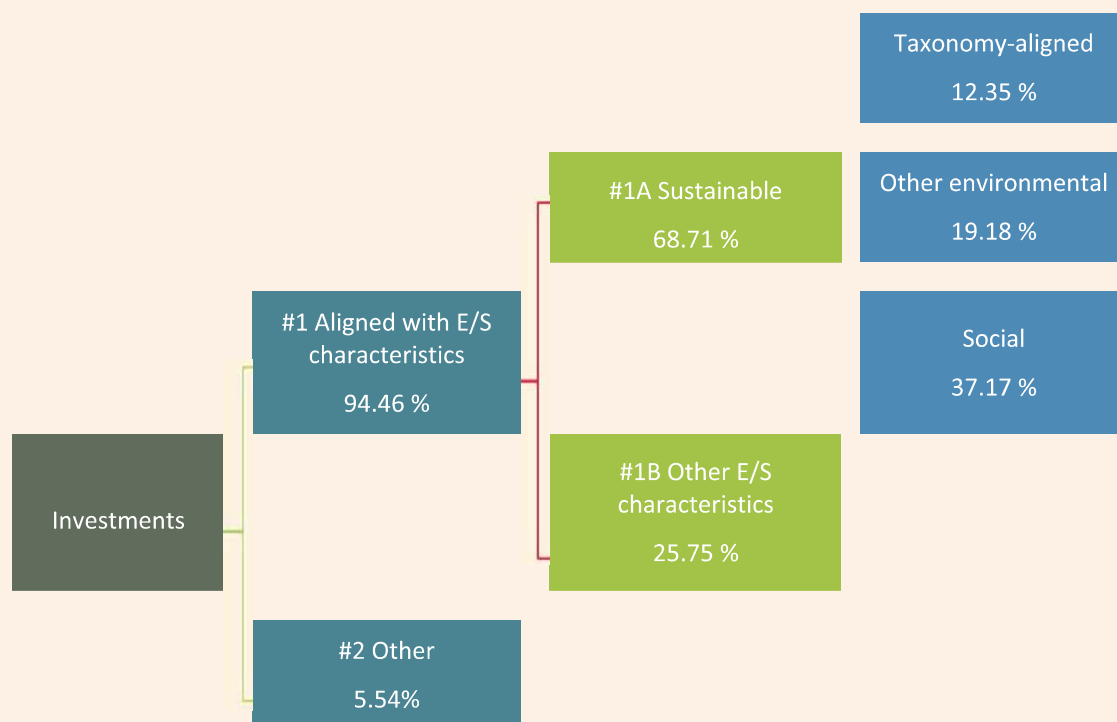 Taxonomy-aligned
12.35 %
#1A Sustainable
68.71 %
Other environmental
19.18 %
#1 Aligned with E/S
characteristics
94.46 %
Social
37.17 %
Investments
#1B Other E/S
characteristics
25.75 %
#2 Other
5.54%